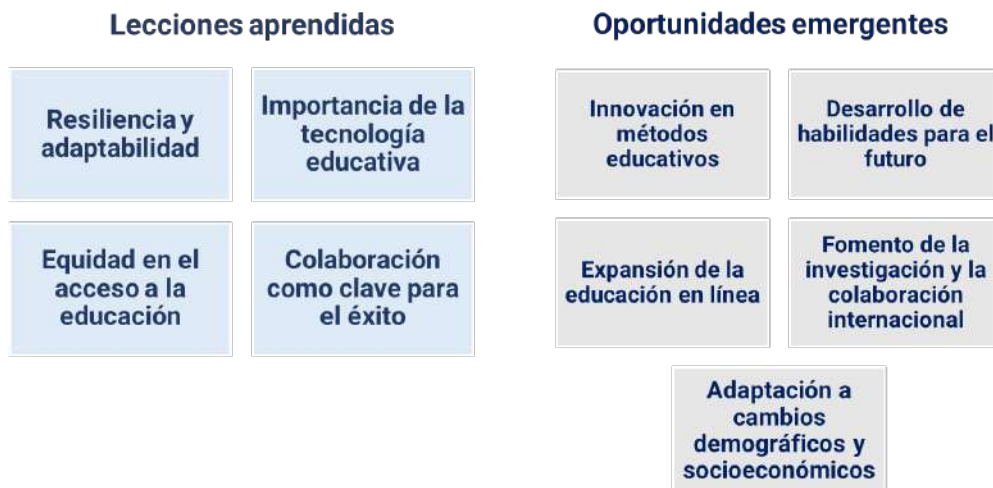 Lecciones aprendidas
Resiliencia y
adaptabilidad
Importancia de la
tecnología
educativa
Equidad en el
acceso a la
educación
Colaboración
como clave para
el éxito
Oportunidades emergentes
Innovación en
métodos
educativos
Desarrollo de
habilidades para el
futuro
Expansión de la
educación en línea
Fomento de la
investigación y la
colaboración
internacional
Adaptación a
cambios
demográficos y
socioeconómicos